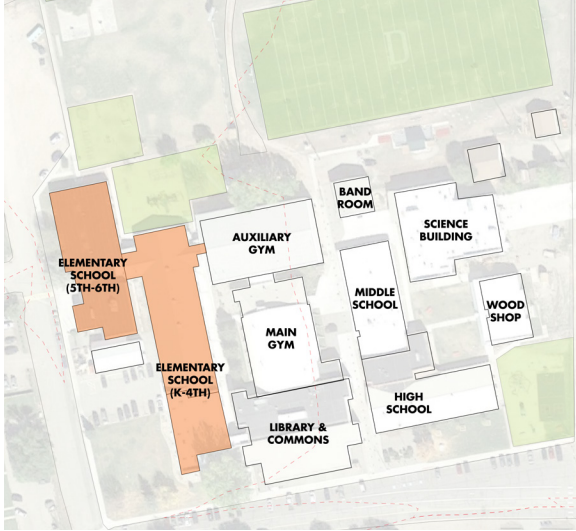 BAND
ROOM
SCIENCE
BUILDING
AUXILIARY
GYM
ELEMENTARY
SCHOOL
(5TH-6TH)
MIDDLE
SCHOOL
WOOD
SHOP
MAIN
GYM
ELEMENTARY
SCHOOL
(K-4TH)
HIGH
SCHOOL
LIBRARY &
COMMONS